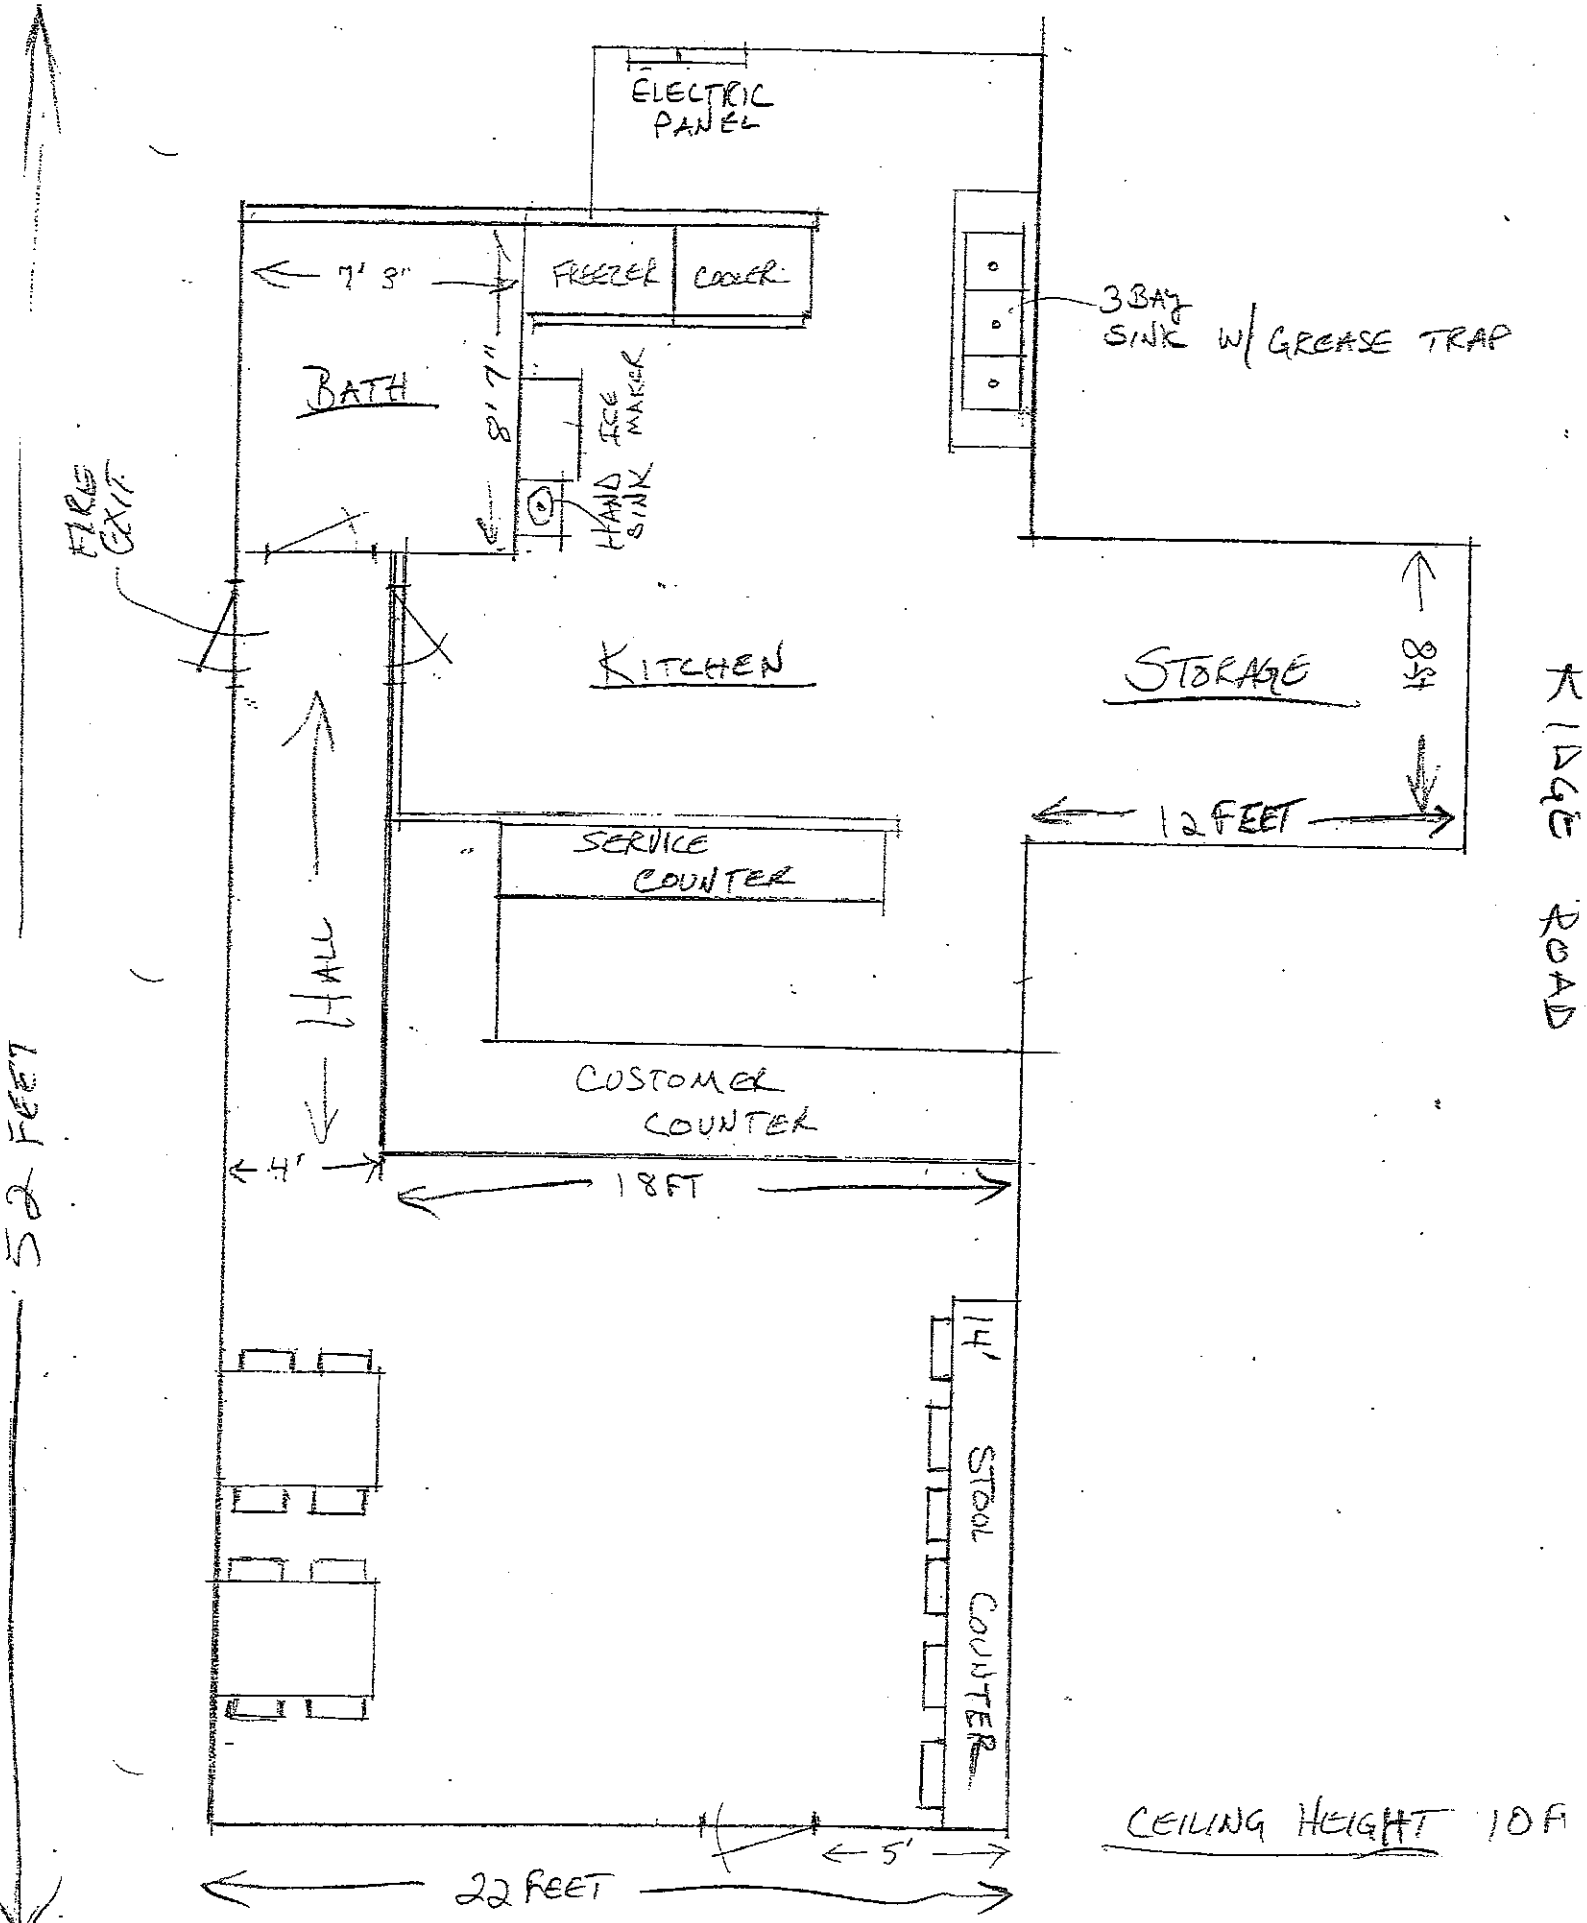 ELECTRIC
PANEL
7' 3"
FREEZER
COOLER
3 BAY
SINK W/ GREASE TRAP
BATH
8' 7"
ICE
MAKER
HAND
SINK
FIRE
EXIT
KITCHEN
STORAGE
8 Ft
12 FEET
RIDGE ROAD
SERVICE
COUNTER
HALL
CUSTOMER
COUNTER
4'
18 FT
52 FEET
14' STOOL COUNTER
5'
22 FEET
CEILING HEIGHT 10 F